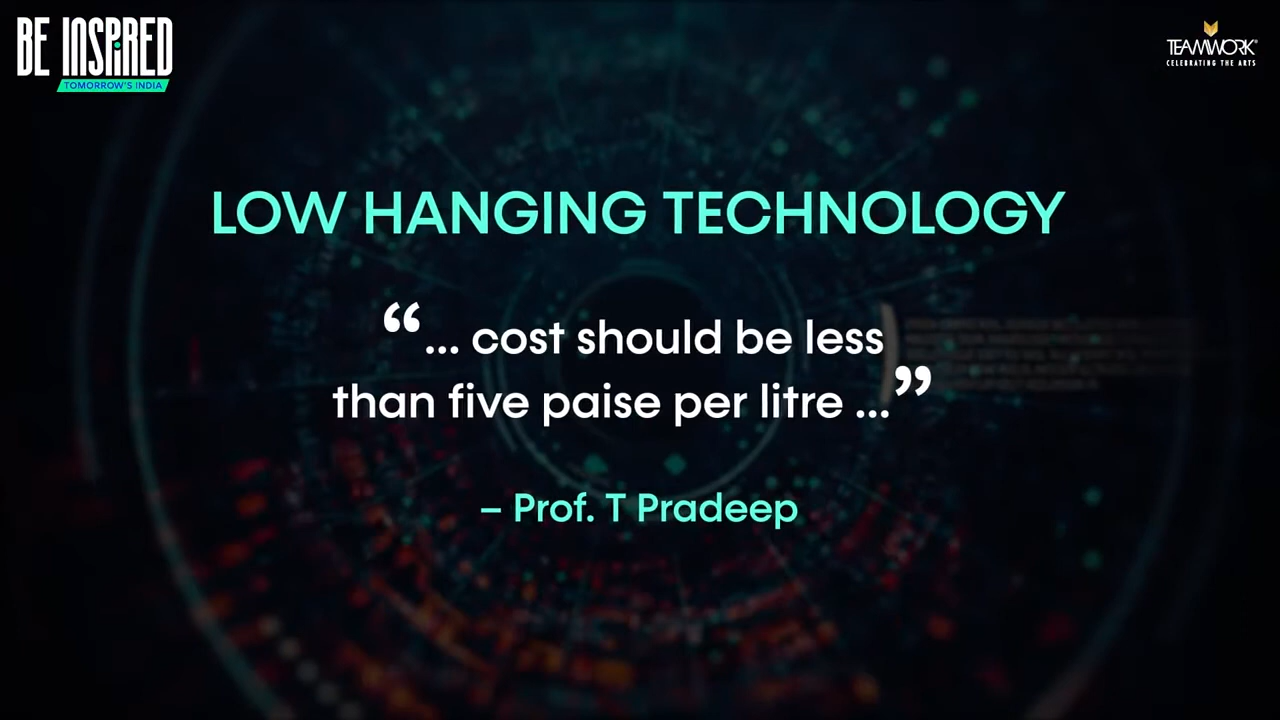 BE INSPIRED
TOMORROW'S INDIA
TEAMWORK®
CELEBRATING THE ARTS
LOW HANGING TECHNOLOGY
“... cost should be less
than five paise per litre ...”
– Prof. T Pradeep